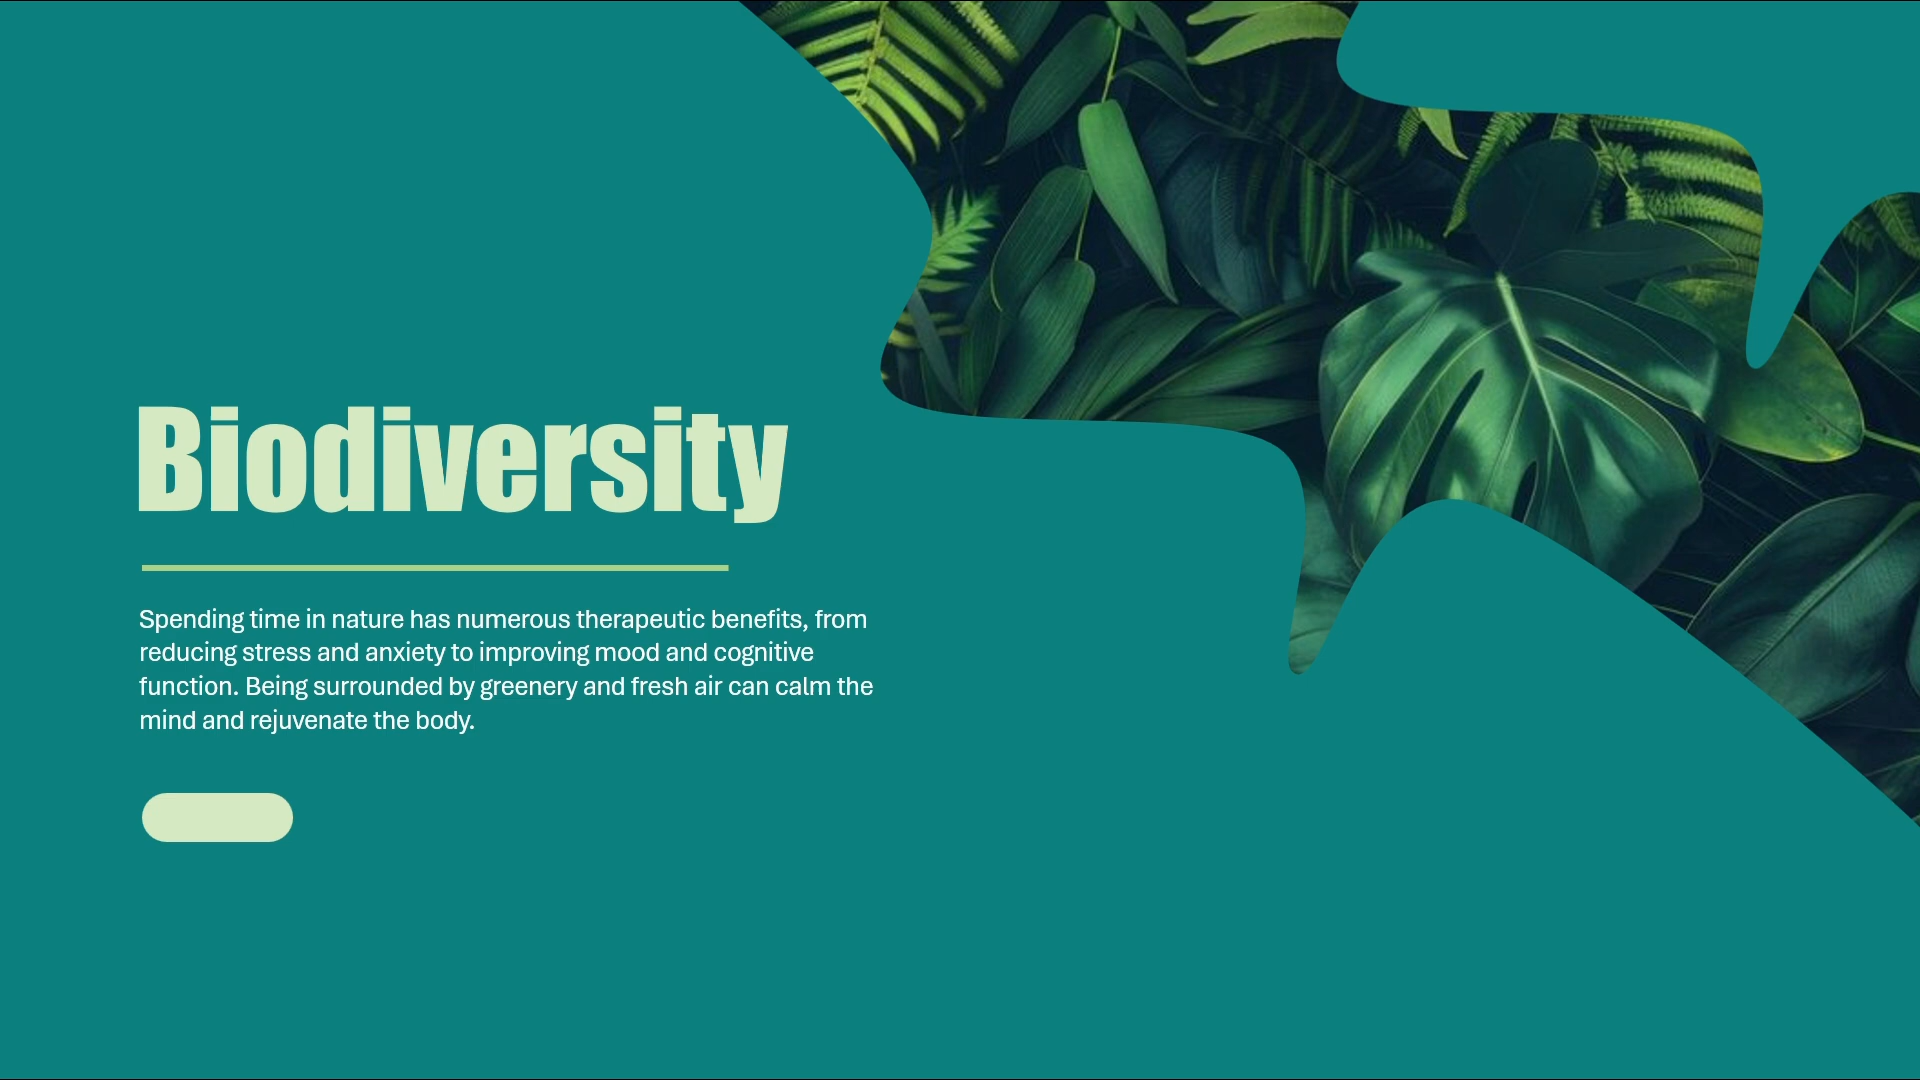 Biodiversity
Spending time in nature has numerous therapeutic benefits, from
reducing stress and anxiety to improving mood and cognitive
function. Being surrounded by greenery and fresh air can calm the
mind and rejuvenate the body.